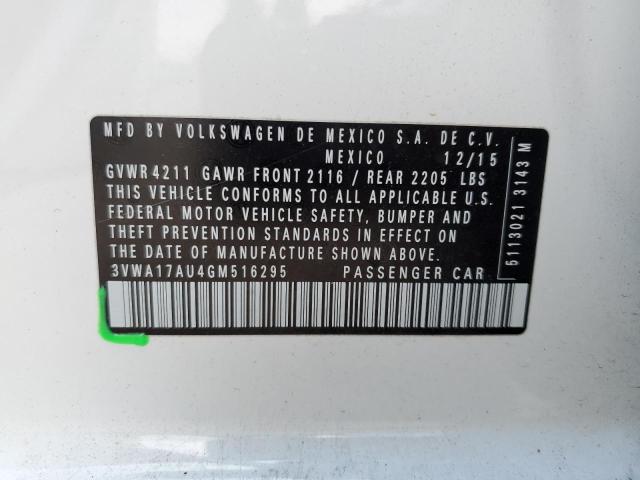 MFD BY VOLKSWAGEN DE MEXICO S.A. DE C.V.
MEXICO 12/15
GVWR 4211 GAWR FRONT 2116 / REAR 2205 LBS
THIS VEHICLE CONFORMS TO ALL APPLICABLE U.S.
FEDERAL MOTOR VEHICLE SAFETY, BUMPER AND
THEFT PREVENTION STANDARDS IN EFFECT ON
THE DATE OF MANUFACTURE SHOWN ABOVE.
3VWA17AU4GM516295 PASSENGER CAR
5113021 3143 M